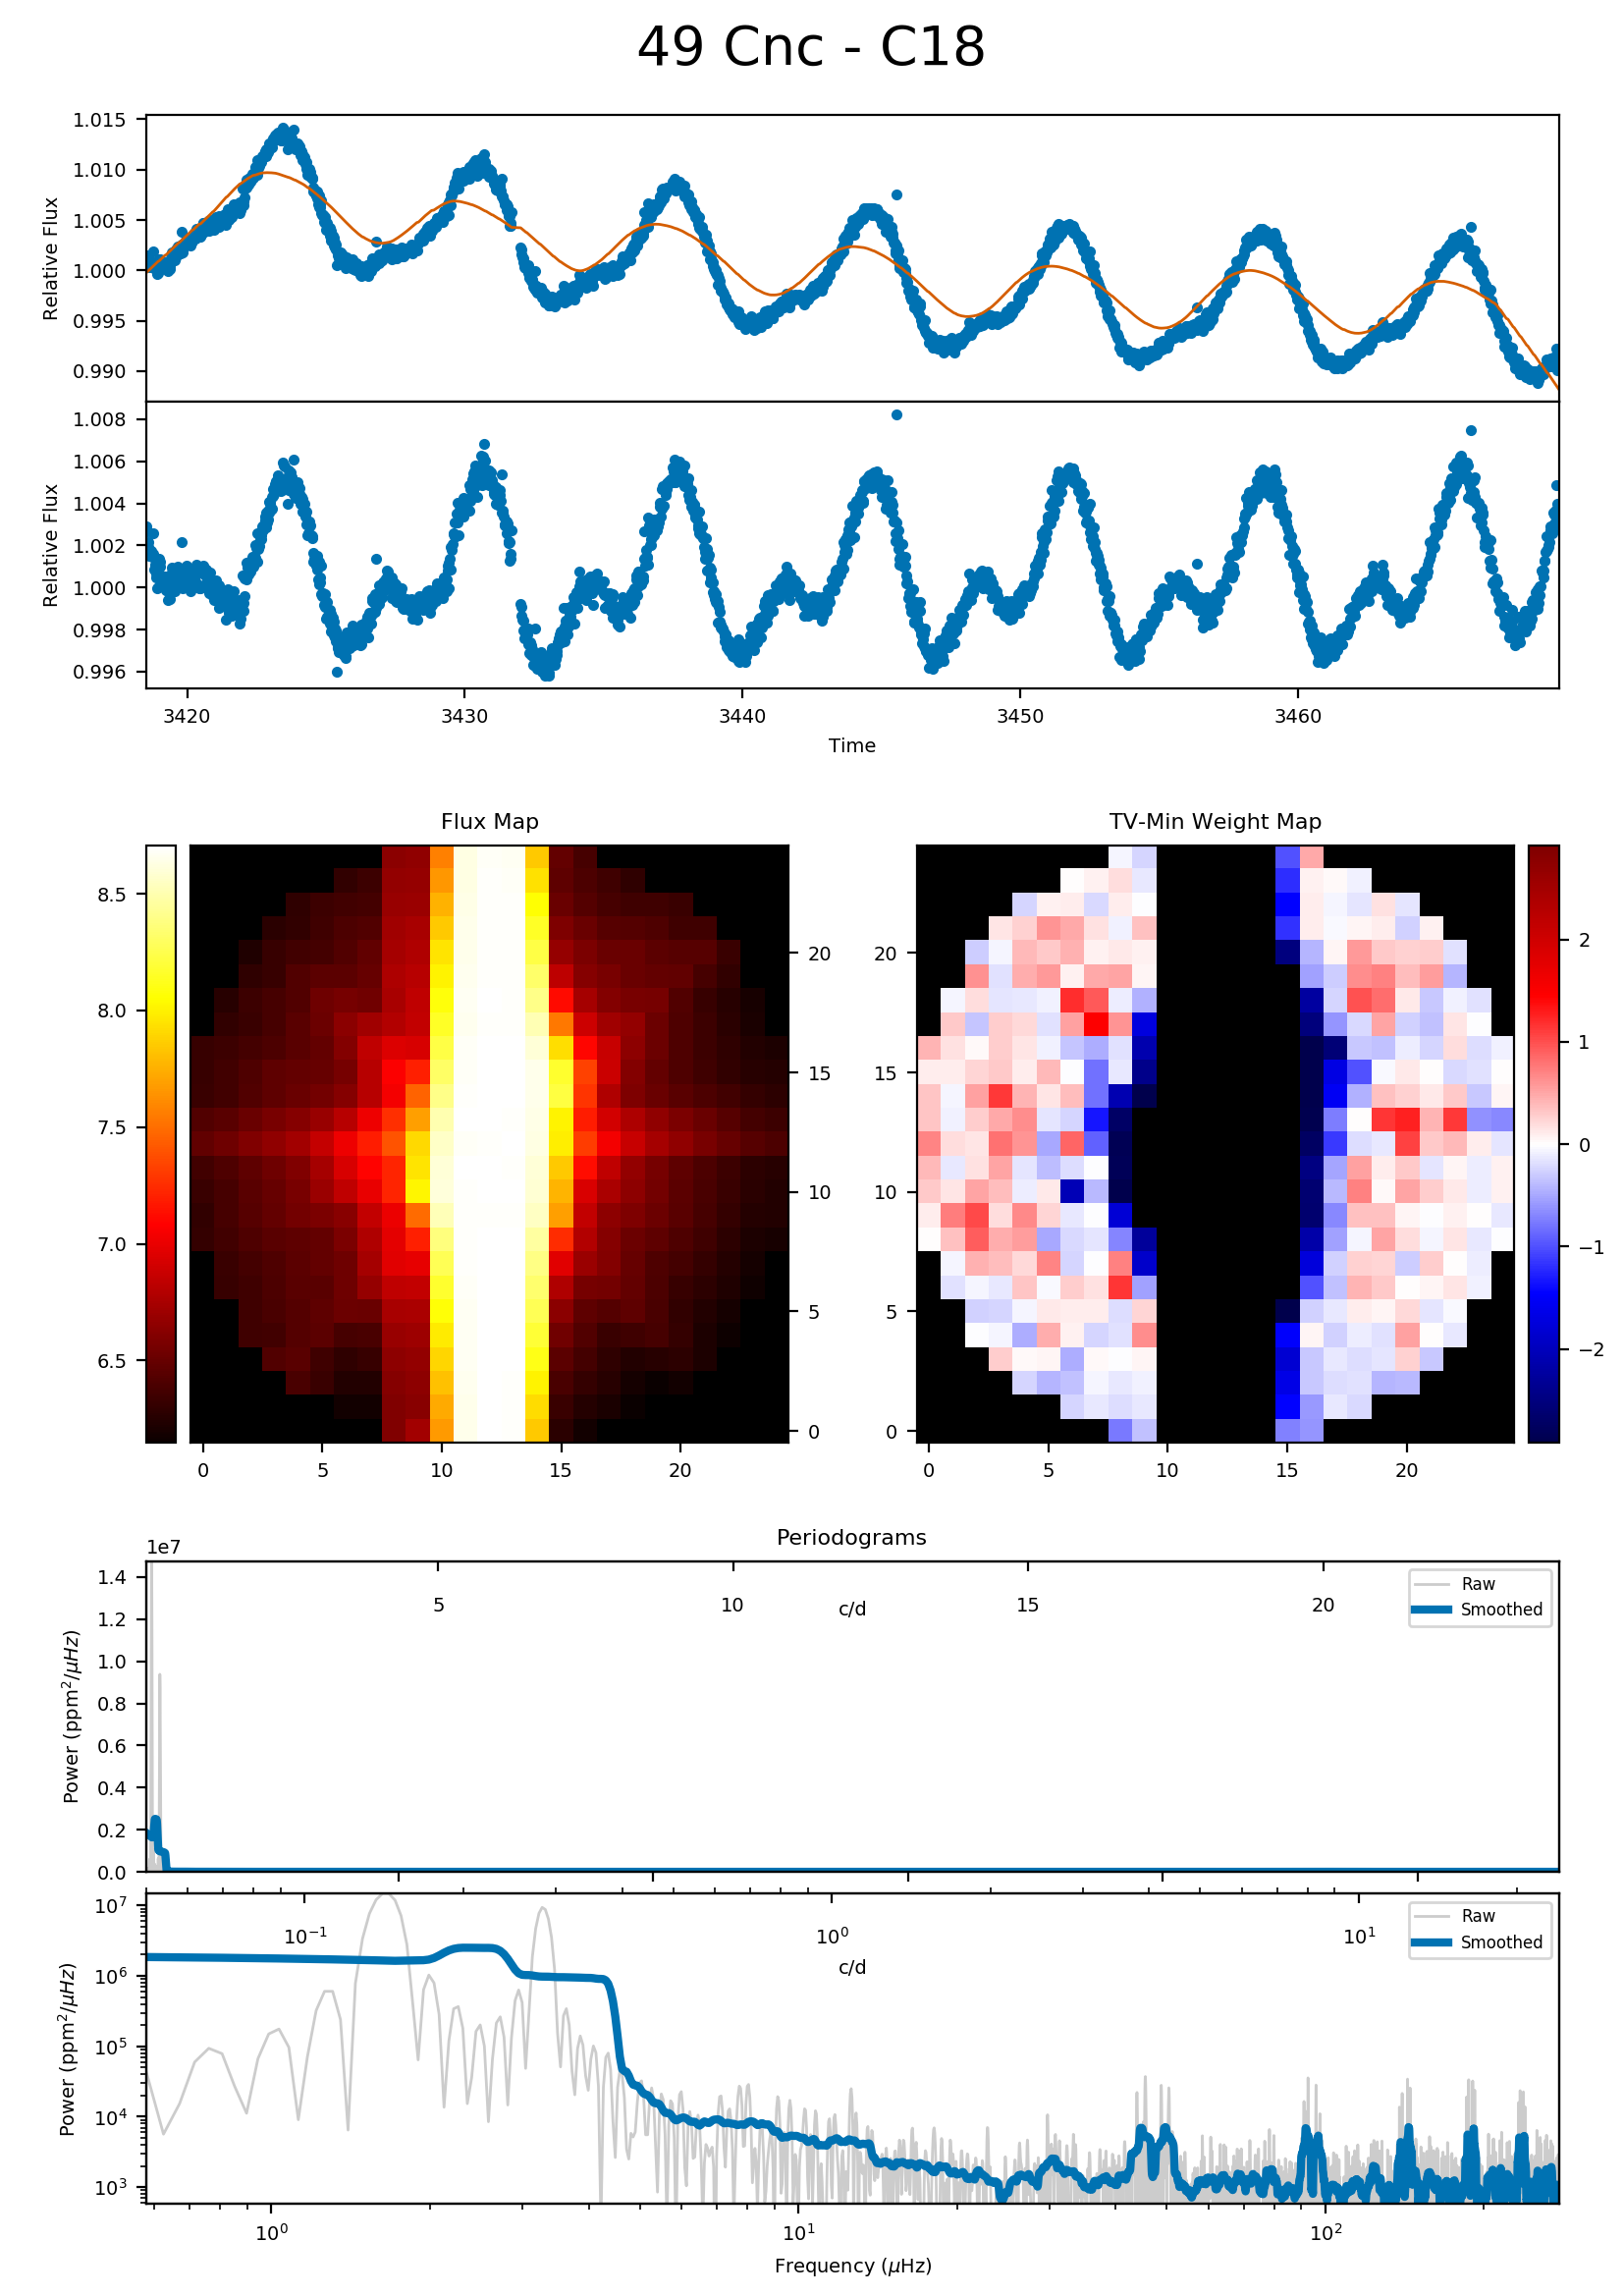 49 Cnc - C18
1.015
1.010
1.005
1.000
0.995
0.990
Relative Flux
1.008
1.006
1.004
1.002
1.000
0.998
0.996
Relative Flux
3420 3430 3440 3450 3460
Time
Flux Map
TV-Min Weight Map
8.5
8.0
7.5
7.0
6.5
20
15
10
5
0
0 5 10 15 20
20
15
10
5
0
0 5 10 15 20
2
1
0
−1
−2
Periodograms
1e7
1.4
1.2
1.0
0.8
0.6
0.4
0.2
0.0
Power (ppm²/μHz)
5 10 15 20
c/d
Raw
Smoothed
10⁷
10⁶
10⁵
10⁴
10³
Power (ppm²/μHz)
10⁻¹ 10⁰ 10¹
c/d
Raw
Smoothed
10⁰ 10¹ 10²
Frequency (μHz)